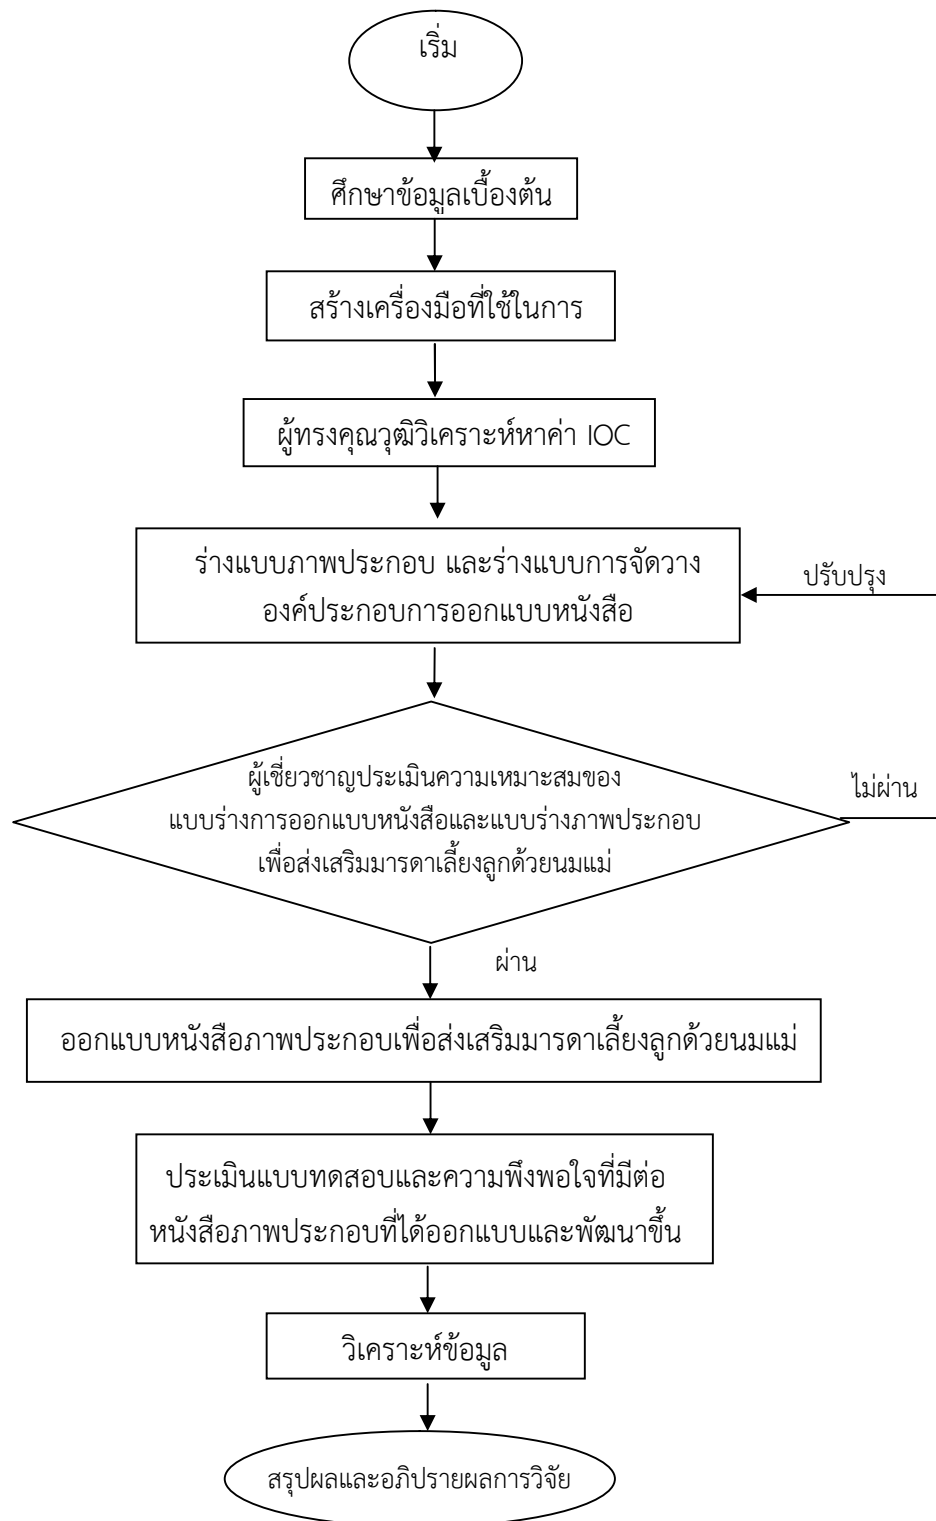 เริ่ม
ศึกษาข้อมูลเบื้องต้น
สร้างเครื่องมือที่ใช้ในการ
ผู้ทรงคุณวุฒิวิเคราะห์หาค่า IOC
ร่างแบบภาพประกอบ และร่างแบบการจัดวาง
องค์ประกอบการออกแบบหนังสือ
ปรับปรุง
ผู้เชี่ยวชาญประเมินความเหมาะสมของ
แบบร่างการออกแบบหนังสือและแบบร่างภาพประกอบ
เพื่อส่งเสริมมารดาเลี้ยงลูกด้วยนมแม่
ไม่ผ่าน
ผ่าน
ออกแบบหนังสือภาพประกอบเพื่อส่งเสริมมารดาเลี้ยงลูกด้วยนมแม่
ประเมินแบบทดสอบและความพึงพอใจที่มีต่อ
หนังสือภาพประกอบที่ได้ออกแบบและพัฒนาขึ้น
วิเคราะห์ข้อมูล
สรุปผลและอภิปรายผลการวิจัย